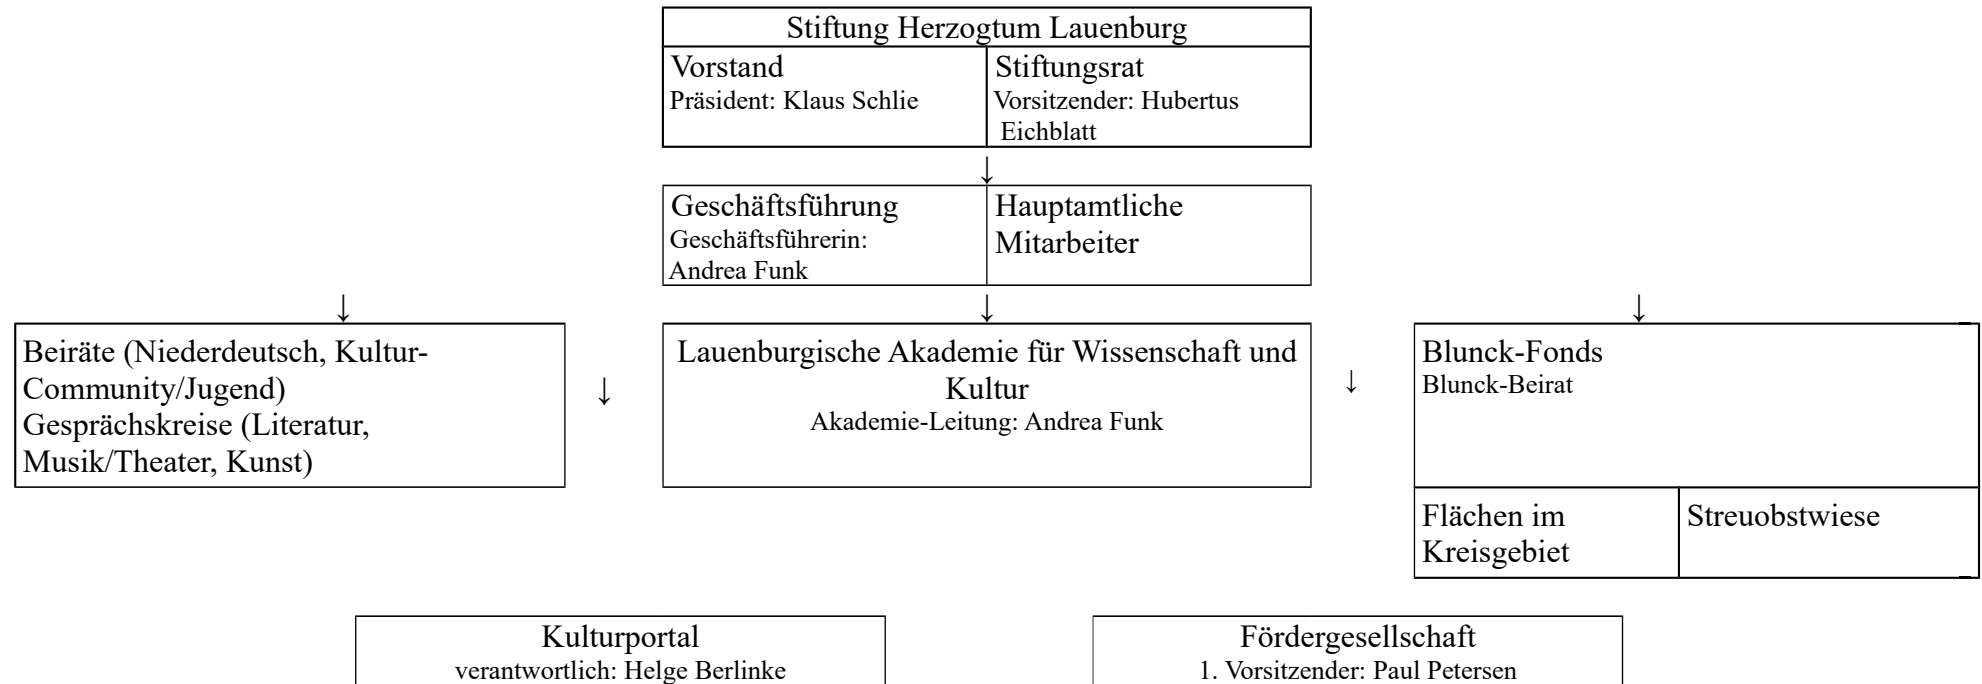 Stiftung Herzogtum Lauenburg
Vorstand
Präsident: Klaus Schlie
Stiftungsrat
Vorsitzender: Hubertus
Eichblatt
↓
Geschäftsführung
Geschäftsführerin:
Andrea Funk
Hauptamtliche
Mitarbeiter
↓
↓
↓
Beiräte (Niederdeutsch, Kultur-
Community/Jugend)
Gesprächskreise (Literatur,
Musik/Theater, Kunst)
↓
Lauenburgische Akademie für Wissenschaft und
Kultur
Akademie-Leitung: Andrea Funk
↓
Blunck-Fonds
Blunck-Beirat
Flächen im
Kreisgebiet
Streuobstwiese
Kulturportal
verantwortlich: Helge Berlinke
Fördergesellschaft
1. Vorsitzender: Paul Petersen